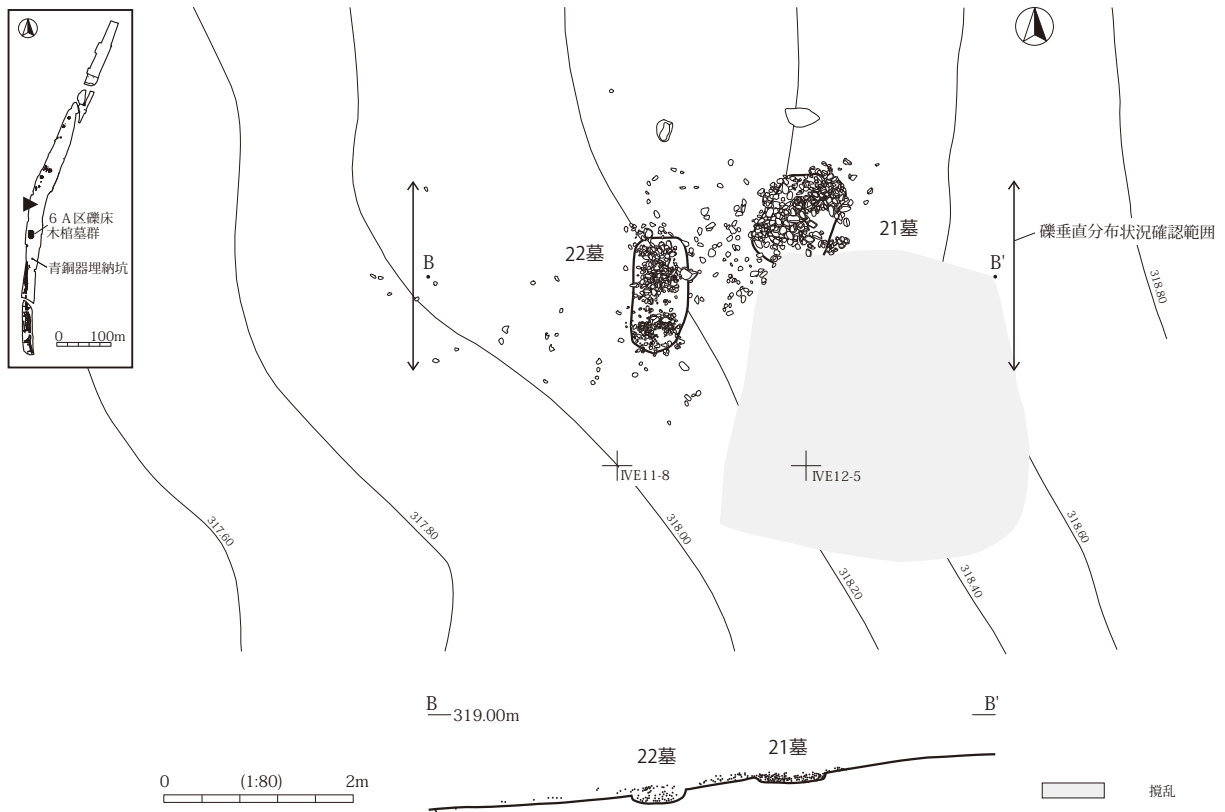 6A区礫床
木棺墓群
青銅器埋納坑
0 100m
21墓
22墓
礫垂直分布状況確認範囲
B
B'
318.80
ⅣE11-8
ⅣE12-5
317.60
317.80
318.00
318.20
318.40
318.60
B
319.00m
B'
22墓
21墓
0 (1:80) 2m
撹乱